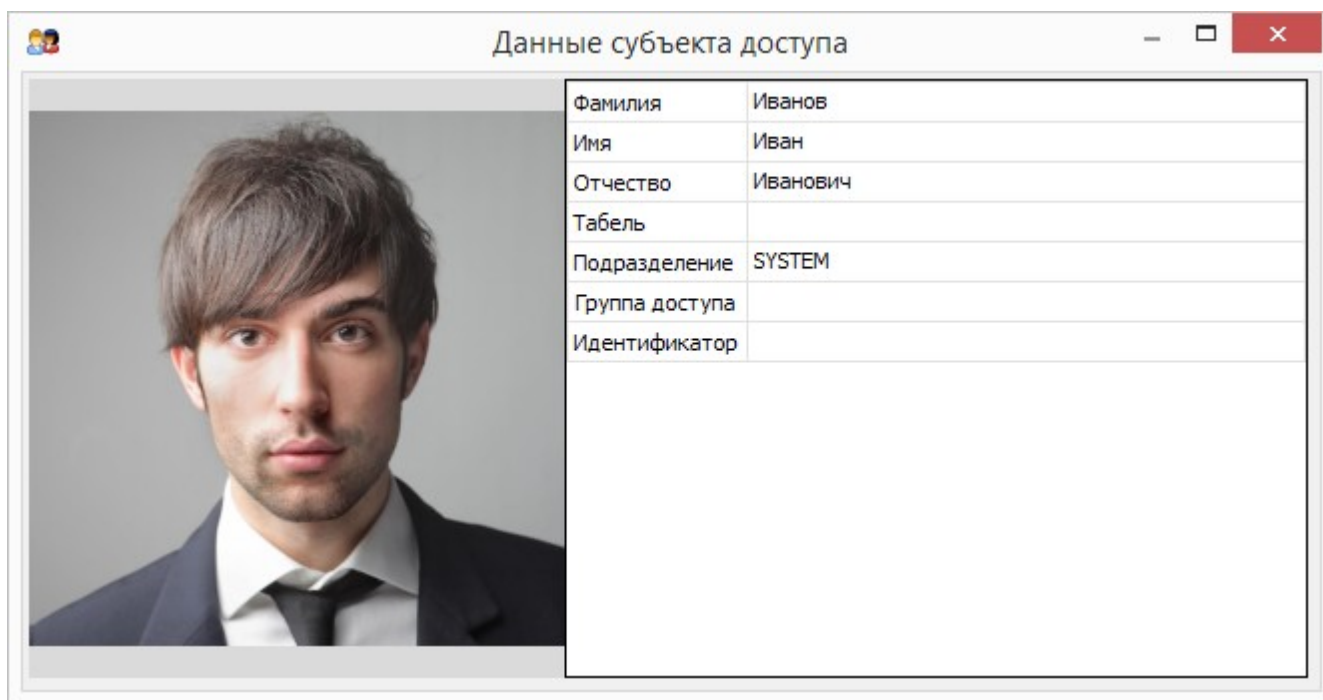 Данные субъекта доступа
Фамилия Иванов
Имя Иван
Отчество Иванович
Табель
Подразделение SYSTEM
Группа доступа
Идентификатор